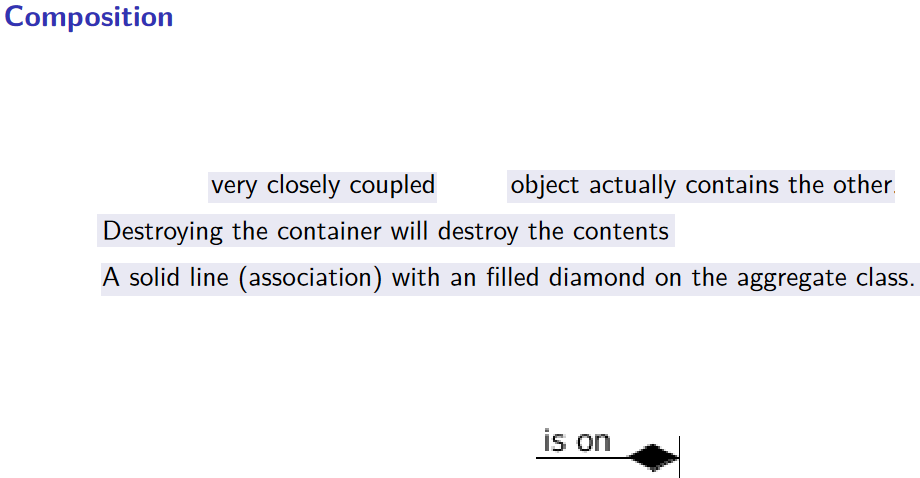 Composition
very closely coupled object actually contains the other.
Destroying the container will destroy the contents
A solid line (association) with an filled diamond on the aggregate class.
is on